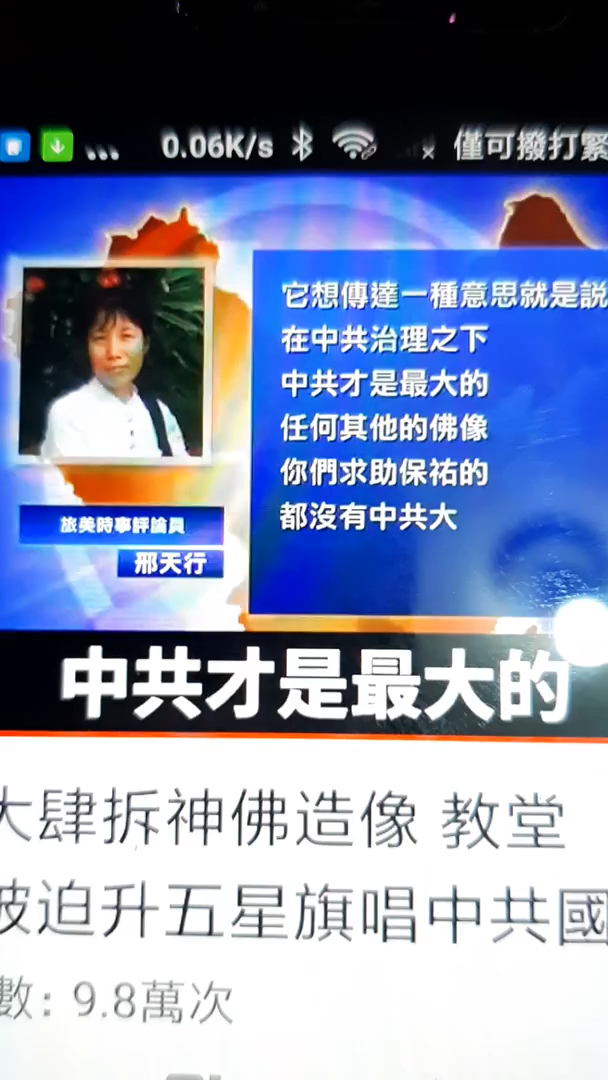 0.06K/s
僅可撥打緊
它想傳達一種意思就是說
在中共治理之下
中共才是最大的
任何其他的佛像
你們求助保祐的
都沒有中共大
旅美時事評論員
邢天行
中共才是最大的
大肆拆神佛造像 教堂
被迫升五星旗唱中共國
數: 9.8萬次